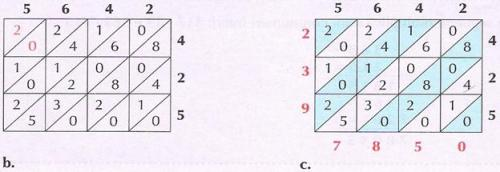 5 6 4 2 5 6 4 2
2 2 1 0 2 2 2 1 0
0 4 6 8 4 0 4 6 8 4
1 1 0 0 3 1 1 0 0
0 2 8 4 2 0 2 8 4 2
2 3 2 1 9 2 3 2 1
5 0 0 0 5 5 0 0 0 5
7 8 5 0
b. c.